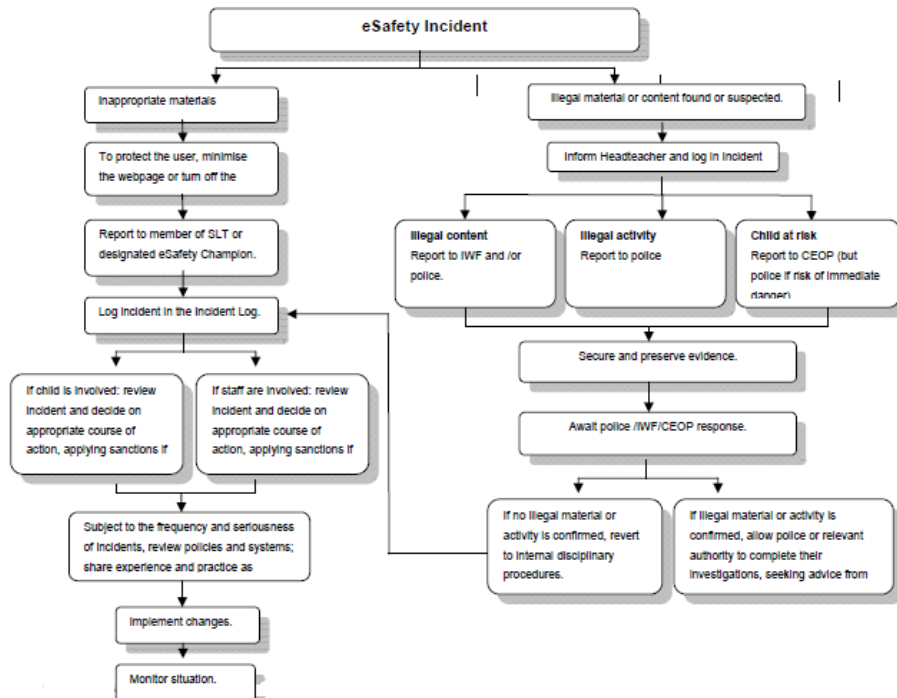 eSafety Incident
Inappropriate materials
To protect the user, minimise
the webpage or turn off the
Report to member of SLT or
designated eSafety Champion.
Log incident in the Incident Log.
If child is involved: review
incident and decide on
appropriate course of
action, applying sanctions if
If staff are involved: review
incident and decide on
appropriate course of
action, applying sanctions if
Subject to the frequency and seriousness
of incidents, review policies and systems;
share experience and practice as
Implement changes.
Monitor situation.
Illegal material or content found or suspected.
Inform Headteacher and log in Incident
Illegal content
Report to IWF and /or
police.
Illegal activity
Report to police
Child at risk
Report to CEOP (but
police if risk of immediate
danger)
Secure and preserve evidence.
Await police /IWF/CEOP response.
If no illegal material or
activity is confirmed, revert
to internal disciplinary
procedures.
If illegal material or activity is
confirmed, allow police or relevant
authority to complete their
investigations, seeking advice from